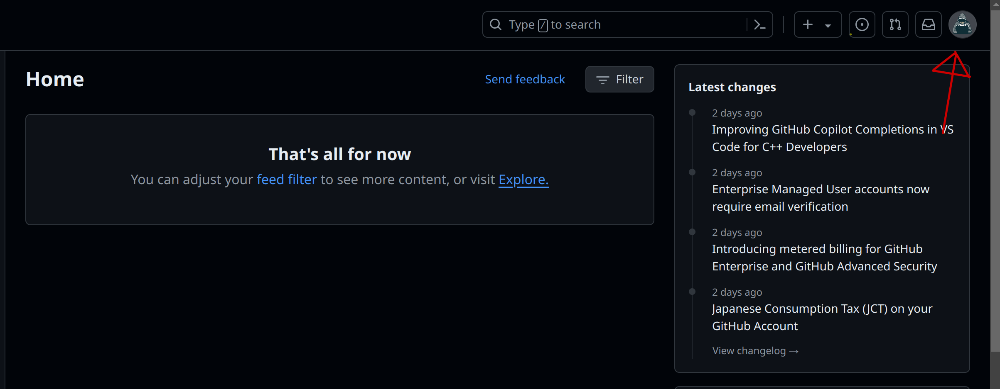 Type / to search
Home
Send feedback
Filter
That's all for now
You can adjust your feed filter to see more content, or visit Explore.
Latest changes
2 days ago
Improving GitHub Copilot Completions in VS
Code for C++ Developers
2 days ago
Enterprise Managed User accounts now
require email verification
2 days ago
Introducing metered billing for GitHub
Enterprise and GitHub Advanced Security
2 days ago
Japanese Consumption Tax (JCT) on your
GitHub Account
View changelog →